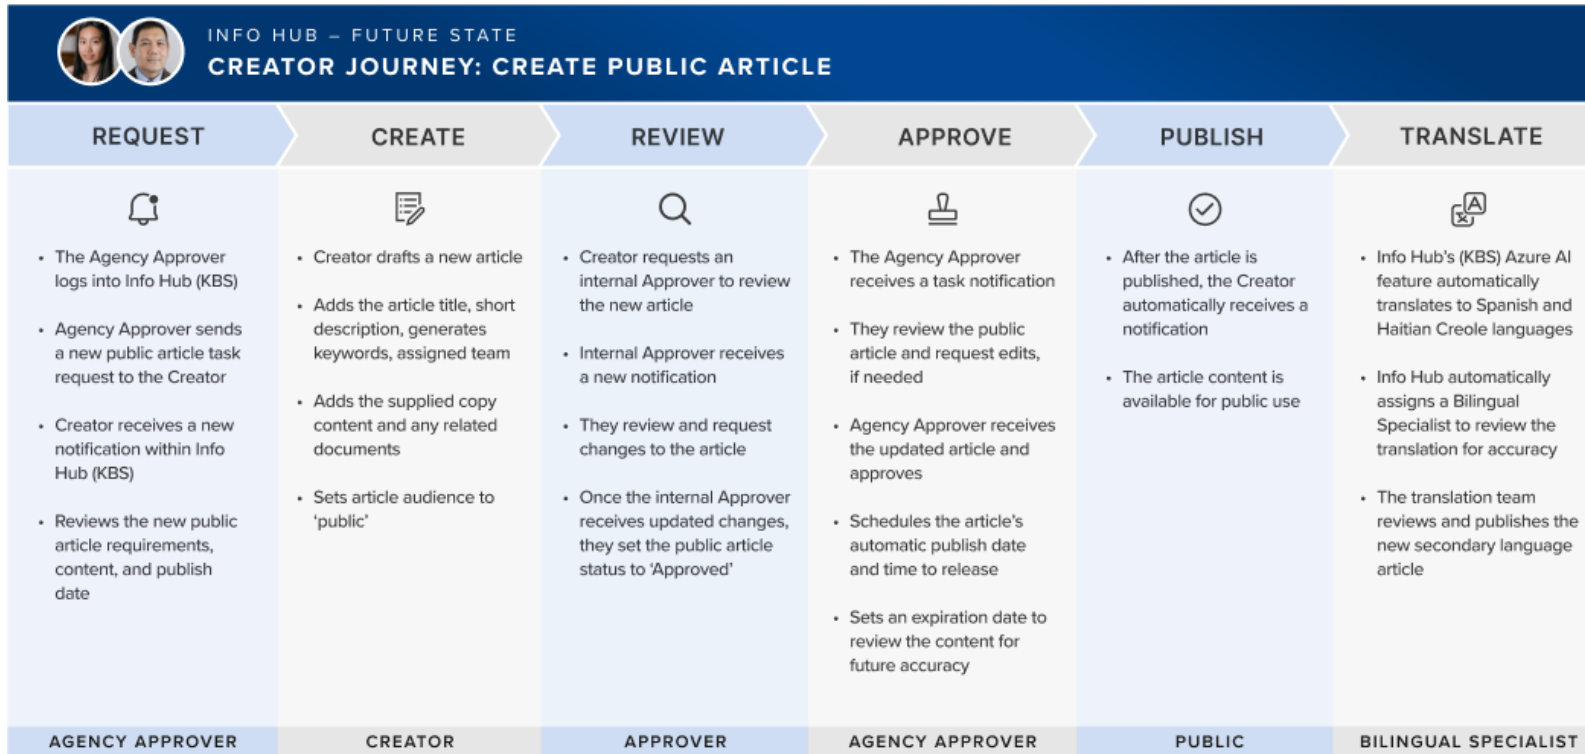 INFO HUB – FUTURE STATE
CREATOR JOURNEY: CREATE PUBLIC ARTICLE
REQUEST
• The Agency Approver
logs into Info Hub (KBS)
• Agency Approver sends
a new public article task
request to the Creator
• Creator receives a new
notification within Info
Hub (KBS)
• Reviews the new public
article requirements,
content, and publish
date
AGENCY APPROVER
CREATE
• Creator drafts a new article
• Adds the article title, short
description, generates
keywords, assigned team
• Adds the supplied copy
content and any related
documents
• Sets article audience to
‘public’
CREATOR
REVIEW
• Creator requests an
internal Approver to review
the new article
• Internal Approver receives
a new notification
• They review and request
changes to the article
• Once the internal Approver
receives updated changes,
they set the public article
status to ‘Approved’
APPROVER
APPROVE
• The Agency Approver
receives a task notification
• They review the public
article and request edits,
if needed
• Agency Approver receives
the updated article and
approves
• Schedules the article’s
automatic publish date
and time to release
• Sets an expiration date to
review the content for
future accuracy
AGENCY APPROVER
PUBLISH
• After the article is
published, the Creator
automatically receives a
notification
• The article content is
available for public use
PUBLIC
TRANSLATE
• Info Hub’s (KBS) Azure AI
feature automatically
translates to Spanish and
Haitian Creole languages
• Info Hub automatically
assigns a Bilingual
Specialist to review the
translation for accuracy
• The translation team
reviews and publishes the
new secondary language
article
BILINGUAL SPECIALIST